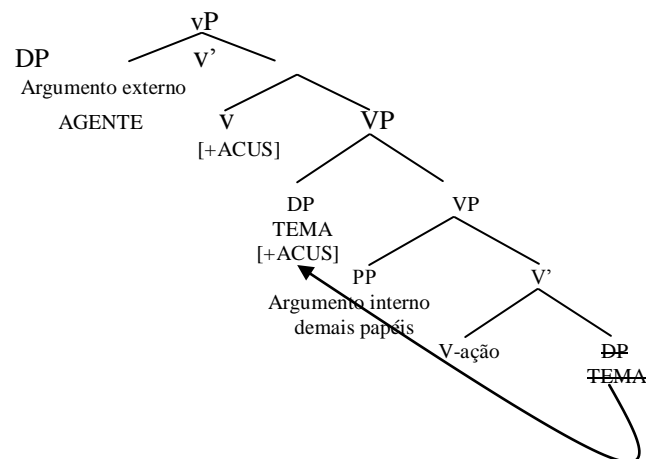 vP
DP
v’
Argumento externo
AGENTE
v
VP
[+ACUS]
DP
VP
TEMA
[+ACUS]
PP
V’
Argumento interno
demais papéis
V-ação
DP
TEMA